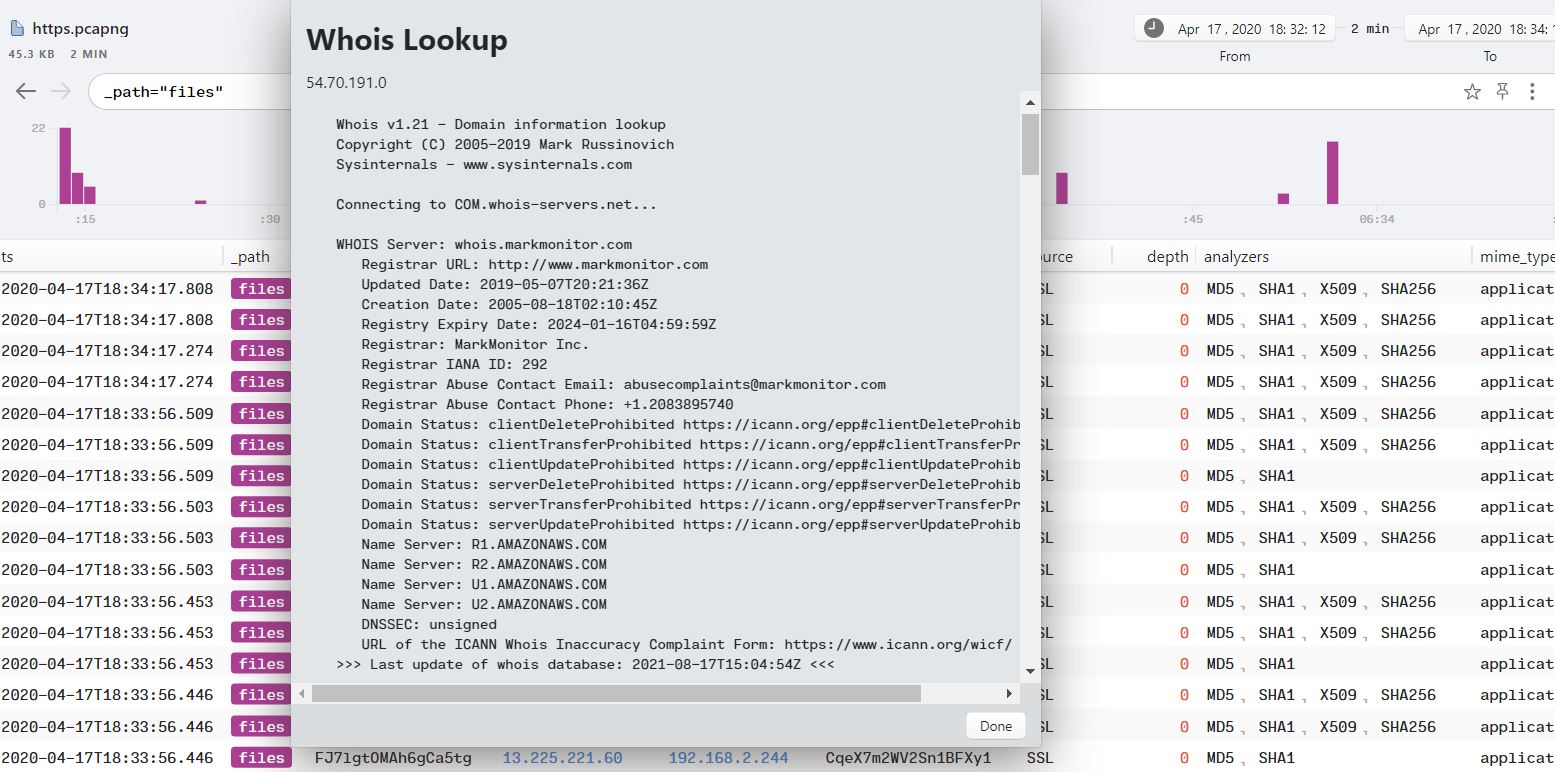 https.pcapng
45.3 KB 2 MIN
_path="files"
22
0
:15
:30
Whois Lookup
54.70.191.0
Whois v1.21 - Domain information lookup
Copyright (C) 2005-2019 Mark Russinovich
Sysinternals - www.sysinternals.com
Connecting to COM.whois-servers.net...
WHOIS Server: whois.markmonitor.com
Registrar URL: http://www.markmonitor.com
Updated Date: 2019-05-07T20:21:36Z
Creation Date: 2005-08-18T02:10:45Z
Registry Expiry Date: 2024-01-16T04:59:59Z
Registrar: MarkMonitor Inc.
Registrar IANA ID: 292
Registrar Abuse Contact Email: abusecomplaints@markmonitor.com
Registrar Abuse Contact Phone: +1.2083895740
Domain Status: clientDeleteProhibited https://icann.org/epp#clientDeleteProhib
Domain Status: clientTransferProhibited https://icann.org/epp#clientTransferPr
Domain Status: clientUpdateProhibited https://icann.org/epp#clientUpdateProhib
Domain Status: serverDeleteProhibited https://icann.org/epp#serverDeleteProhib
Domain Status: serverTransferProhibited https://icann.org/epp#serverTransferPr
Domain Status: serverUpdateProhibited https://icann.org/epp#serverUpdateProhib
Name Server: R1.AMAZONAWS.COM
Name Server: R2.AMAZONAWS.COM
Name Server: U1.AMAZONAWS.COM
Name Server: U2.AMAZONAWS.COM
DNSSEC: unsigned
URL of the ICANN Whois Inaccuracy Complaint Form: https://www.icann.org/wicf/
>>> Last update of whois database: 2021-08-17T15:04:54Z <<<
Done
Apr 17 , 2020 18: 32: 12 2 min Apr 17 , 2020 18: 34: 1
From To
:45
06:34
ts _path urce depth analyzers mime_type
2020-04-17T18:34:17.808 files SL 0 MD5 , SHA1 , X509 , SHA256 applicat
2020-04-17T18:34:17.808 files SL 0 MD5 , SHA1 , X509 , SHA256 applicat
2020-04-17T18:34:17.274 files SL 0 MD5 , SHA1 , X509 , SHA256 applicat
2020-04-17T18:34:17.274 files SL 0 MD5 , SHA1 , X509 , SHA256 applicat
2020-04-17T18:33:56.509 files SL 0 MD5 , SHA1 , X509 , SHA256 applicat
2020-04-17T18:33:56.509 files SL 0 MD5 , SHA1 , X509 , SHA256 applicat
2020-04-17T18:33:56.509 files SL 0 MD5 , SHA1 applicat
2020-04-17T18:33:56.503 files SL 0 MD5 , SHA1 , X509 , SHA256 applicat
2020-04-17T18:33:56.503 files SL 0 MD5 , SHA1 , X509 , SHA256 applicat
2020-04-17T18:33:56.503 files SL 0 MD5 , SHA1 applicat
2020-04-17T18:33:56.453 files SL 0 MD5 , SHA1 , X509 , SHA256 applicat
2020-04-17T18:33:56.453 files SL 0 MD5 , SHA1 , X509 , SHA256 applicat
2020-04-17T18:33:56.453 files SL 0 MD5 , SHA1 applicat
2020-04-17T18:33:56.446 files SL 0 MD5 , SHA1 , X509 , SHA256 applicat
2020-04-17T18:33:56.446 files SL 0 MD5 , SHA1 , X509 , SHA256 applicat
2020-04-17T18:33:56.446 files FJ7lgtOMAh6gCa5tg 13.225.221.60 192.168.2.244 CqeX7m2WV2Sn1BFXy1 SSL 0 MD5 , SHA1 applicat